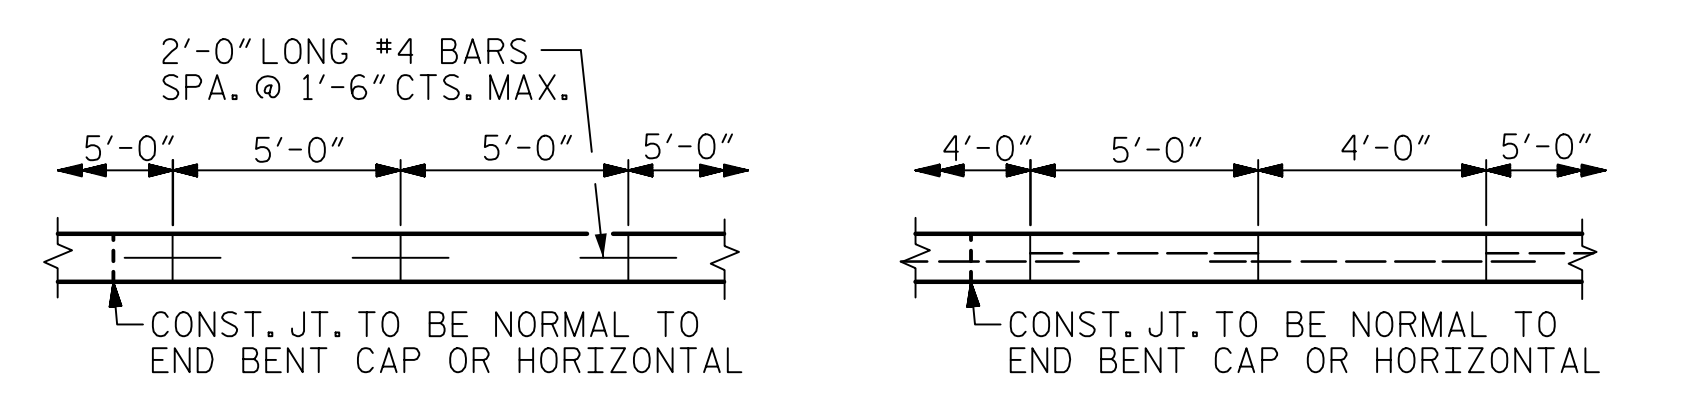 2'-0" LONG #4 BARS
SPA. @ 1'-6" CTS. MAX.
5'-0" 5'-0" 5'-0" 5'-0"
CONST. JT. TO BE NORMAL TO
END BENT CAP OR HORIZONTAL
4'-0" 5'-0" 4'-0" 5'-0"
CONST. JT. TO BE NORMAL TO
END BENT CAP OR HORIZONTAL